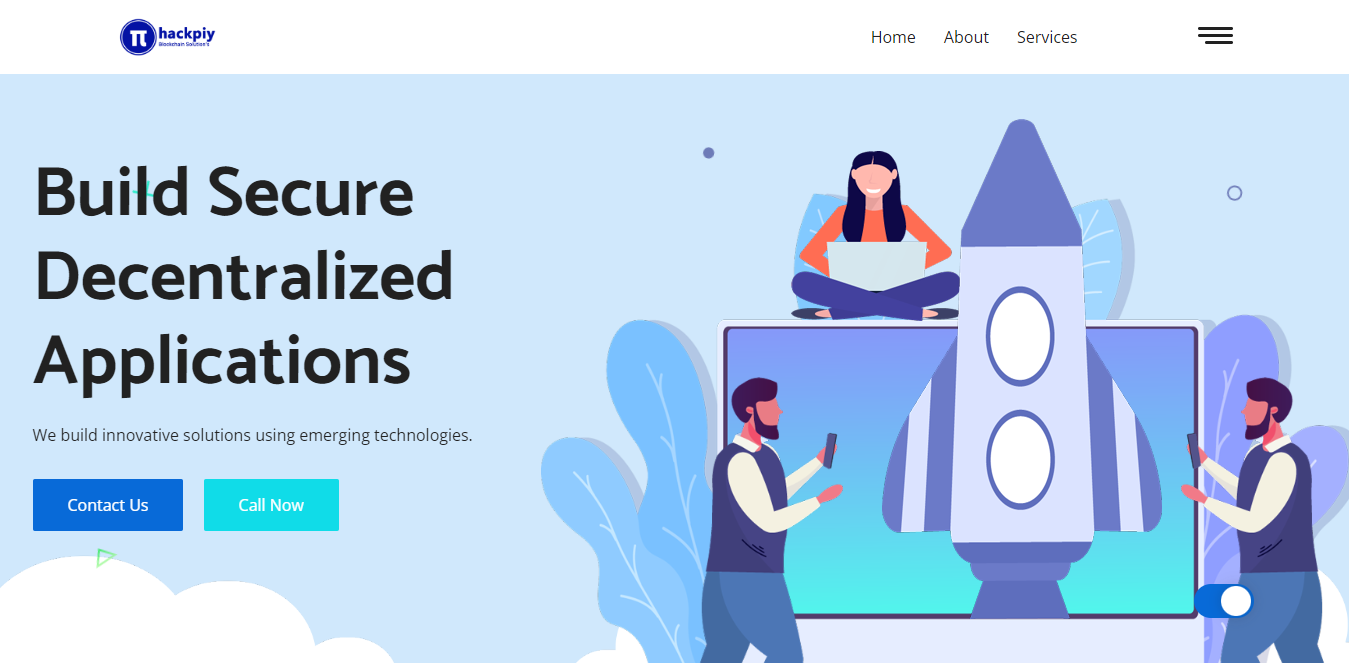 π hackpiy
Blockchain Solution's
Home About Services
Build Secure
Decentralized
Applications
We build innovative solutions using emerging technologies.
Contact Us Call Now